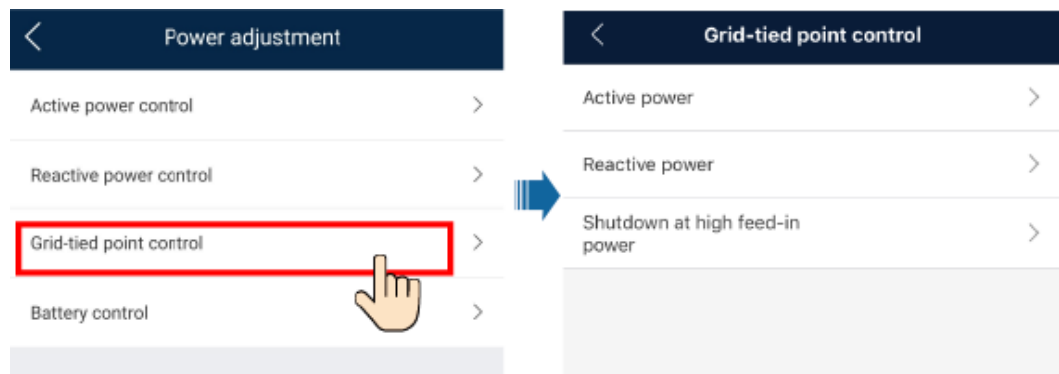 Power adjustment
Active power control
Reactive power control
Grid-tied point control
Battery control
Grid-tied point control
Active power
Reactive power
Shutdown at high feed-in
power